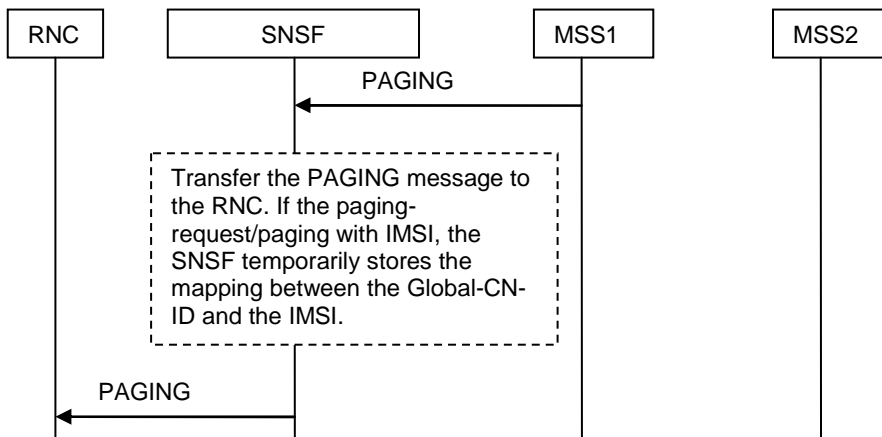 RNC
SNSF
MSS1
MSS2
PAGING
Transfer the PAGING message to
the RNC. If the paging-
request/paging with IMSI, the
SNSF temporarily stores the
mapping between the Global-CN-
ID and the IMSI.
PAGING